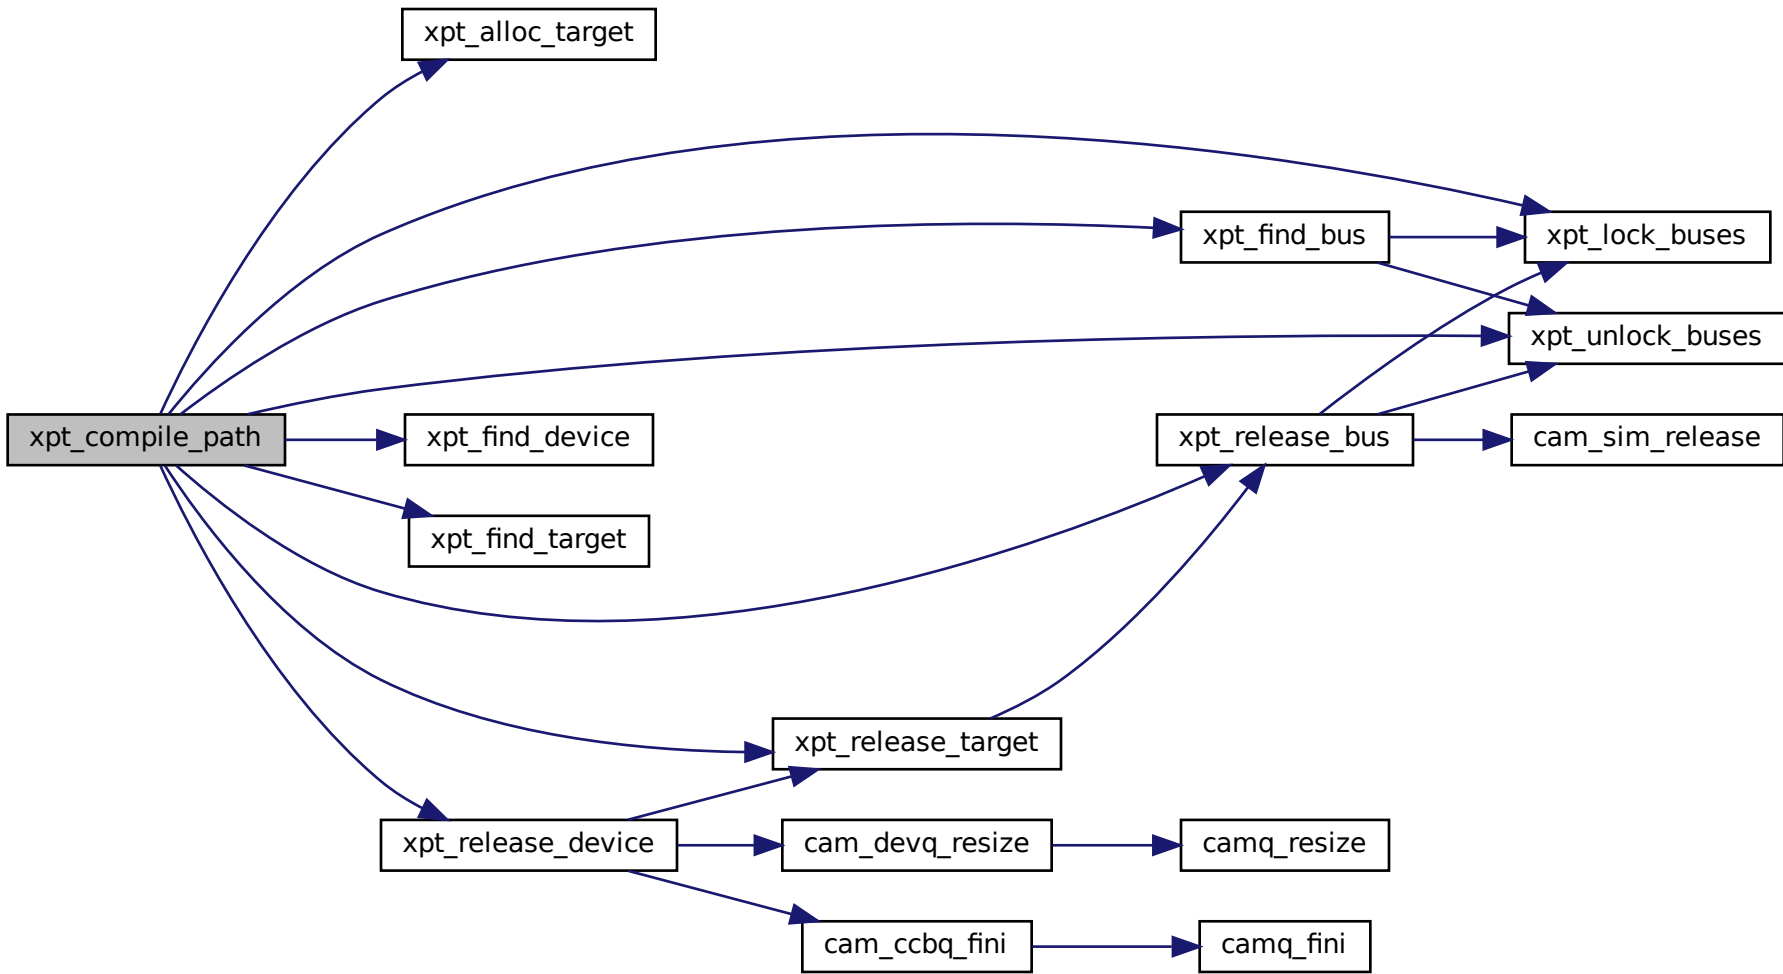 xpt_alloc_target
xpt_find_bus
xpt_lock_buses
xpt_unlock_buses
xpt_compile_path
xpt_find_device
xpt_release_bus
cam_sim_release
xpt_find_target
xpt_release_target
xpt_release_device
cam_devq_resize
camq_resize
cam_ccbq_fini
camq_fini